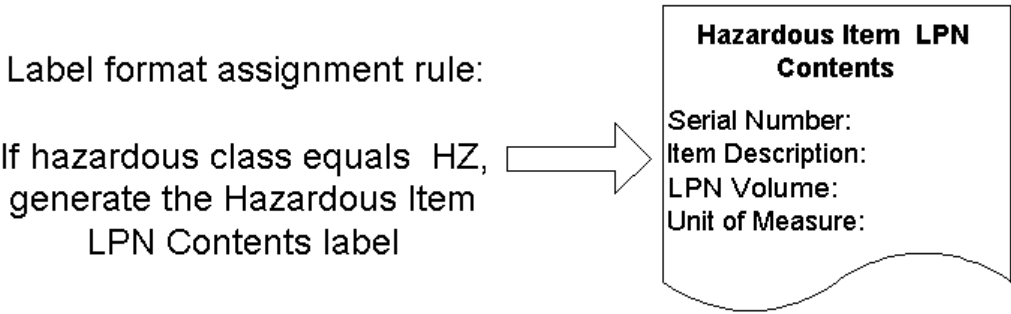 Label format assignment rule:
If hazardous class equals HZ,
generate the Hazardous Item
LPN Contents label
Hazardous Item LPN
Contents
Serial Number:
Item Description:
LPN Volume:
Unit of Measure: